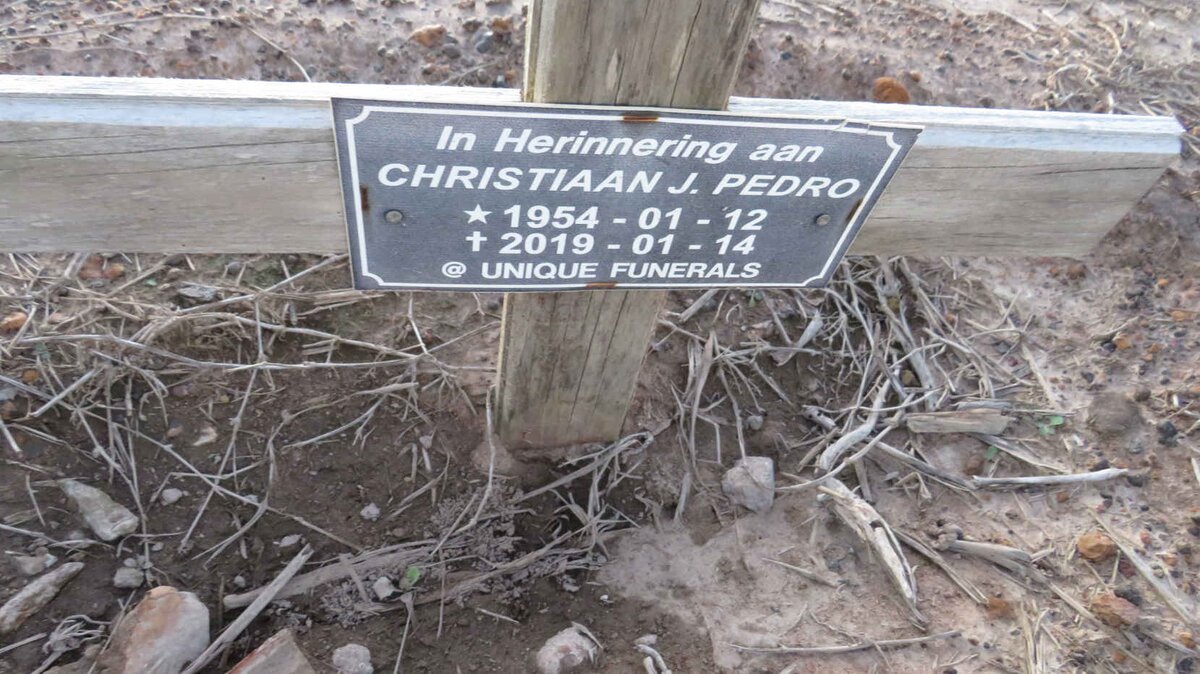 In Herinnering aan
CHRISTIAAN J. PEDRO
★ 1954 - 01 - 12
✝ 2019 - 01 - 14
@ UNIQUE FUNERALS